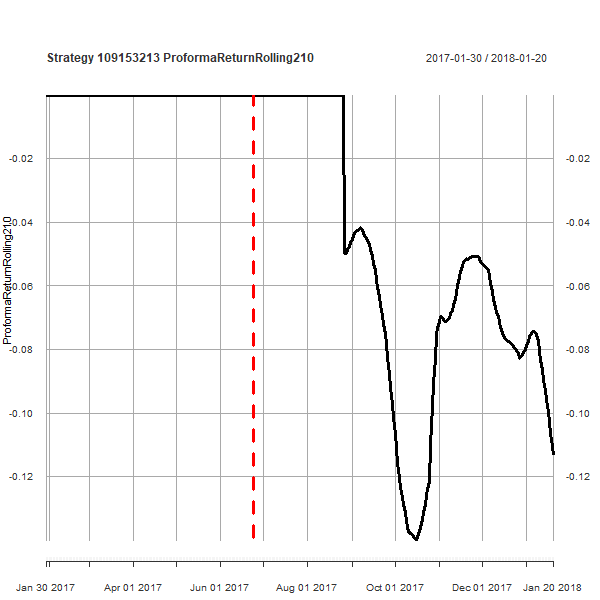 Strategy 109153213 ProformaReturnRolling210
2017-01-30 / 2018-01-20
-0.02 -0.02
-0.04 -0.04
ProformaReturnRolling210
-0.06 -0.06
-0.08 -0.08
-0.10 -0.10
-0.12 -0.12
Jan 30 2017 Apr 01 2017 Jun 01 2017 Aug 01 2017 Oct 01 2017 Dec 01 2017 Jan 20 2018